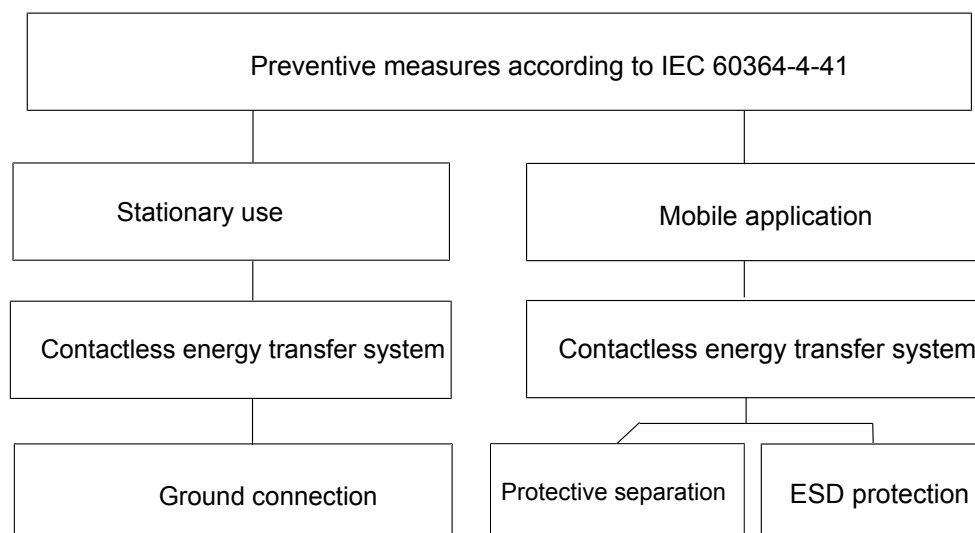 Preventive measures according to IEC 60364-4-41
Stationary use
Mobile application
Contactless energy transfer system
Contactless energy transfer system
Ground connection
Protective separation
ESD protection